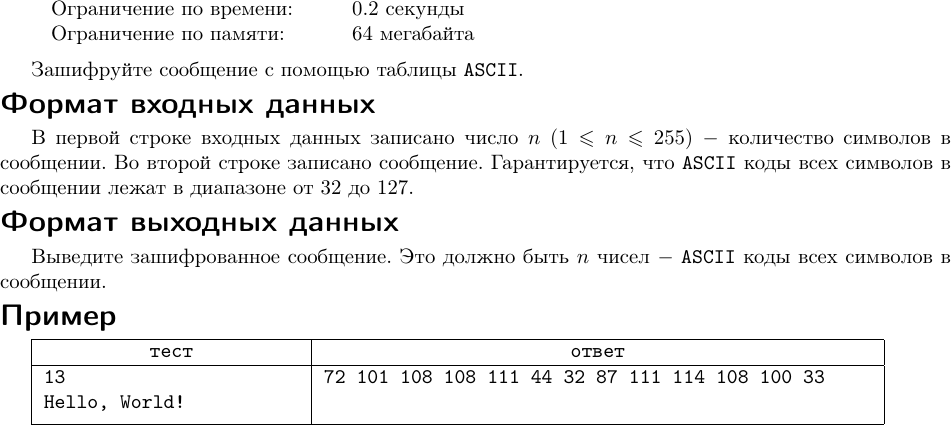 Ограничение по времени: 0.2 секунды
Ограничение по памяти: 64 мегабайта
Зашифруйте сообщение с помощью таблицы ASCII.
Формат входных данных
В первой строке входных данных записано число n (1 ⩽ n ⩽ 255) − количество символов в
сообщении. Во второй строке записано сообщение. Гарантируется, что ASCII коды всех символов в
сообщении лежат в диапазоне от 32 до 127.
Формат выходных данных
Выведите зашифрованное сообщение. Это должно быть n чисел − ASCII коды всех символов в
сообщении.
Пример
тест ответ
13 72 101 108 108 111 44 32 87 111 114 108 100 33
Hello, World!